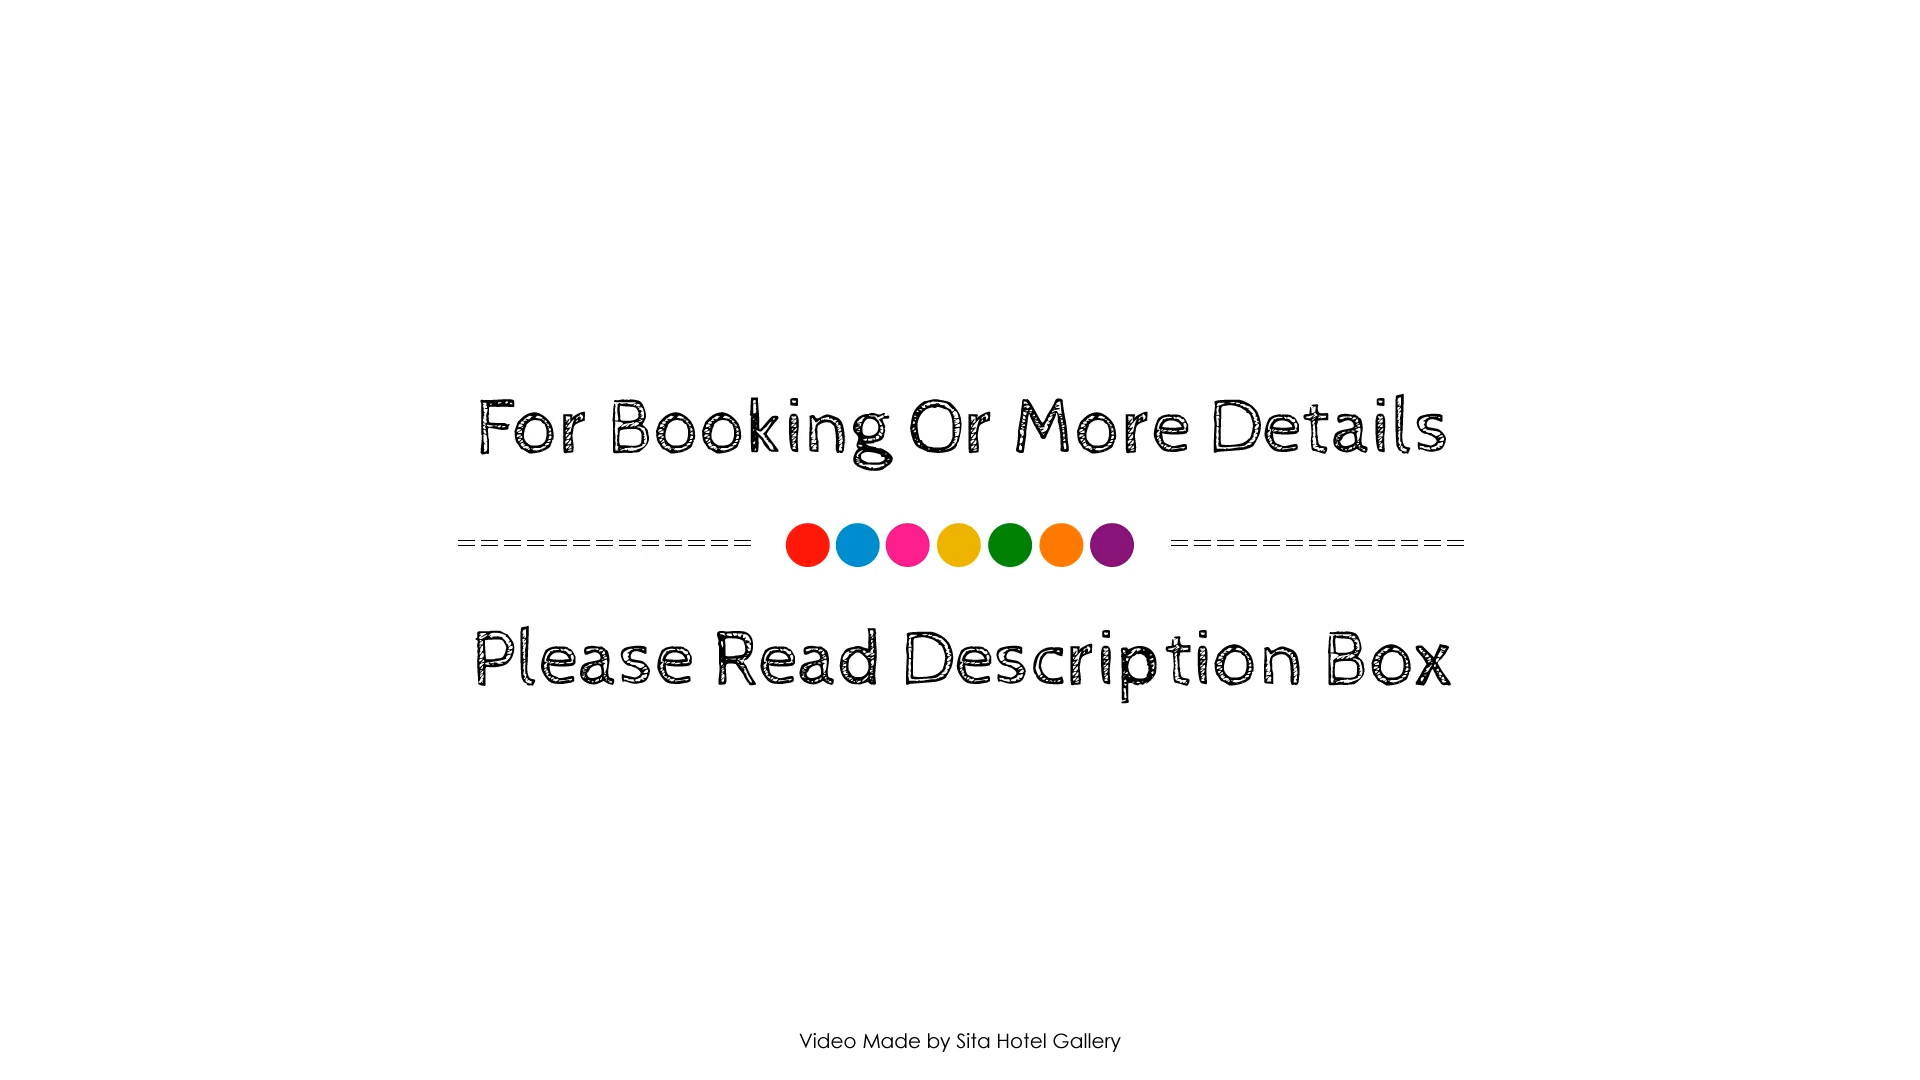 For Booking Or More Details
============= =============
Please Read Description Box
Video Made by Sita Hotel Gallery